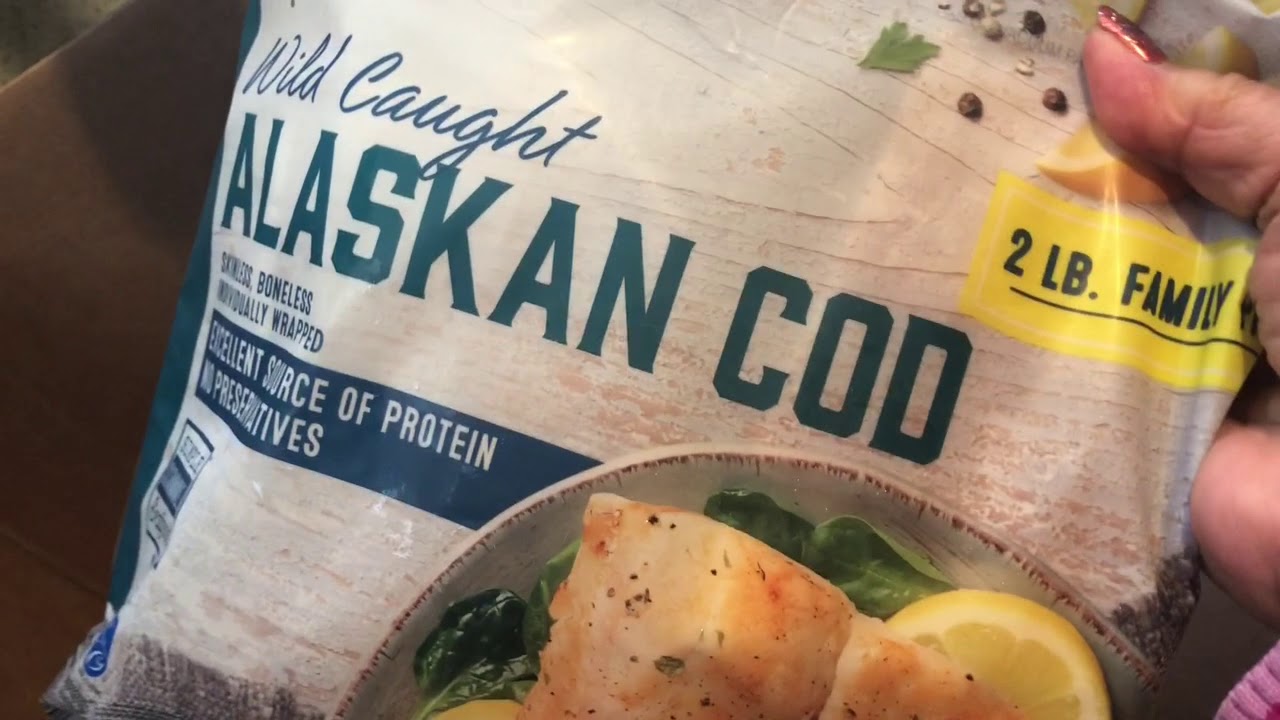 Wild Caught
ALASKAN COD
SKINLESS, BONELESS
INDIVIDUALLY WRAPPED
EXCELLENT SOURCE OF PROTEIN
NO PRESERVATIVES
2 LB. FAMILY